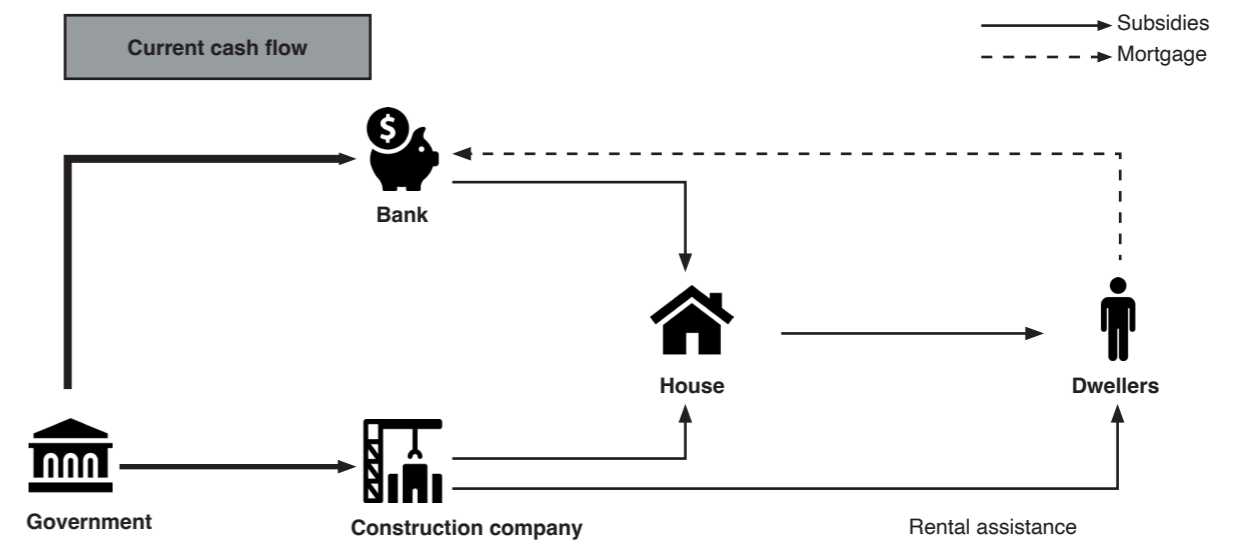 Current cash flow
Subsidies
Mortgage
$
Bank
House
Dwellers
Government
Construction company
Rental assistance